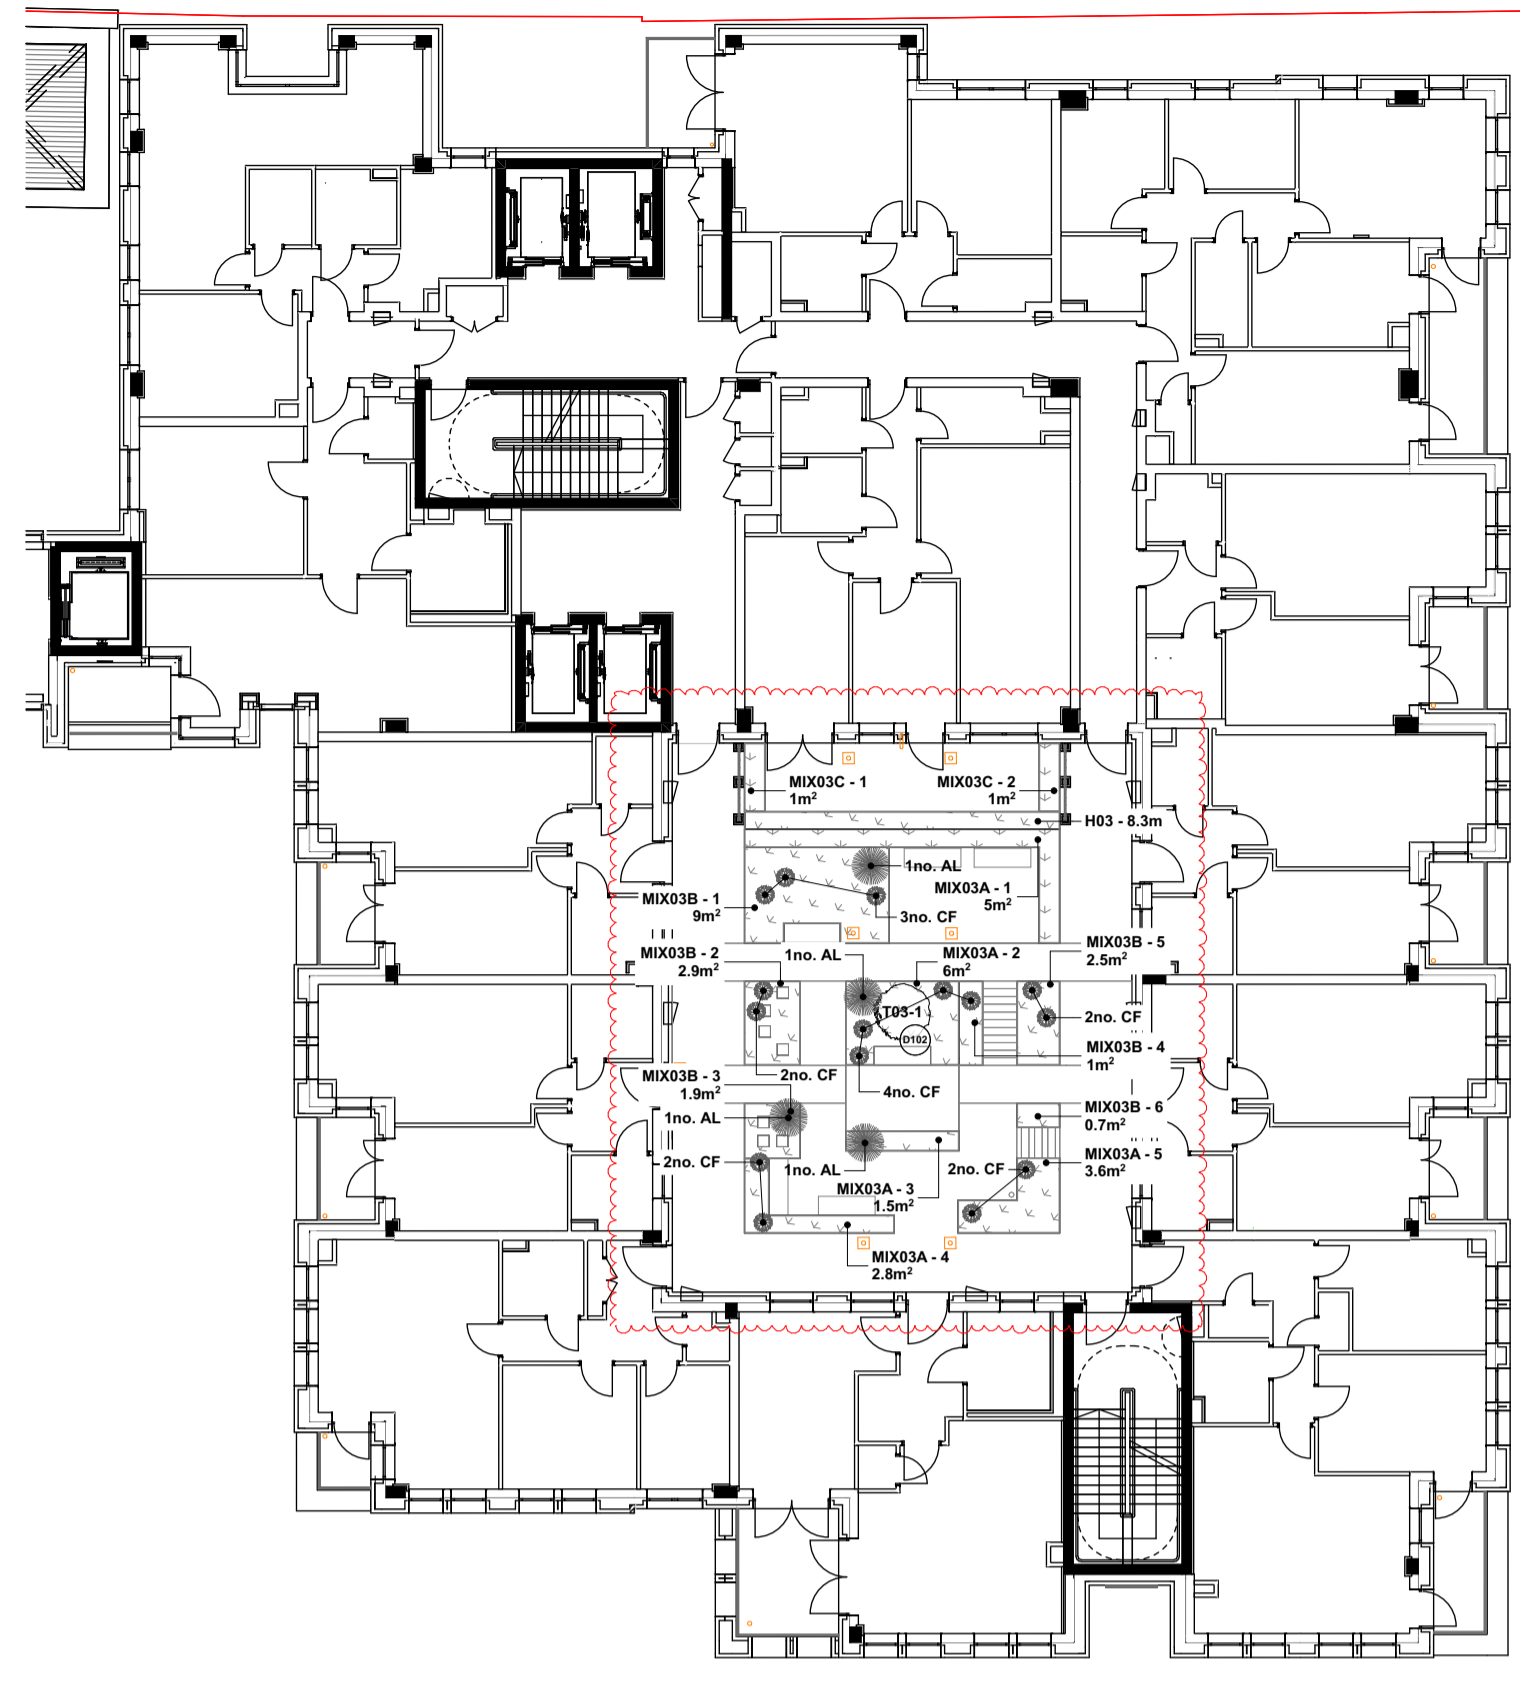 MIX03C - 1
1m²
MIX03C - 2
1m²
H03 - 8.3m
1no. AL
MIX03A - 1
5m²
MIX03B - 1
9m²
3no. CF
MIX03B - 2
2.9m²
1no. AL
MIX03A - 2
6m²
MIX03B - 5
2.5m²
T03-1
D102
2no. CF
MIX03B - 4
1m²
MIX03B - 3
1.9m²
2no. CF
4no. CF
1no. AL
MIX03B - 6
0.7m²
2no. CF
1no. AL
2no. CF
MIX03A - 5
3.6m²
MIX03A - 3
1.5m²
MIX03A - 4
2.8m²